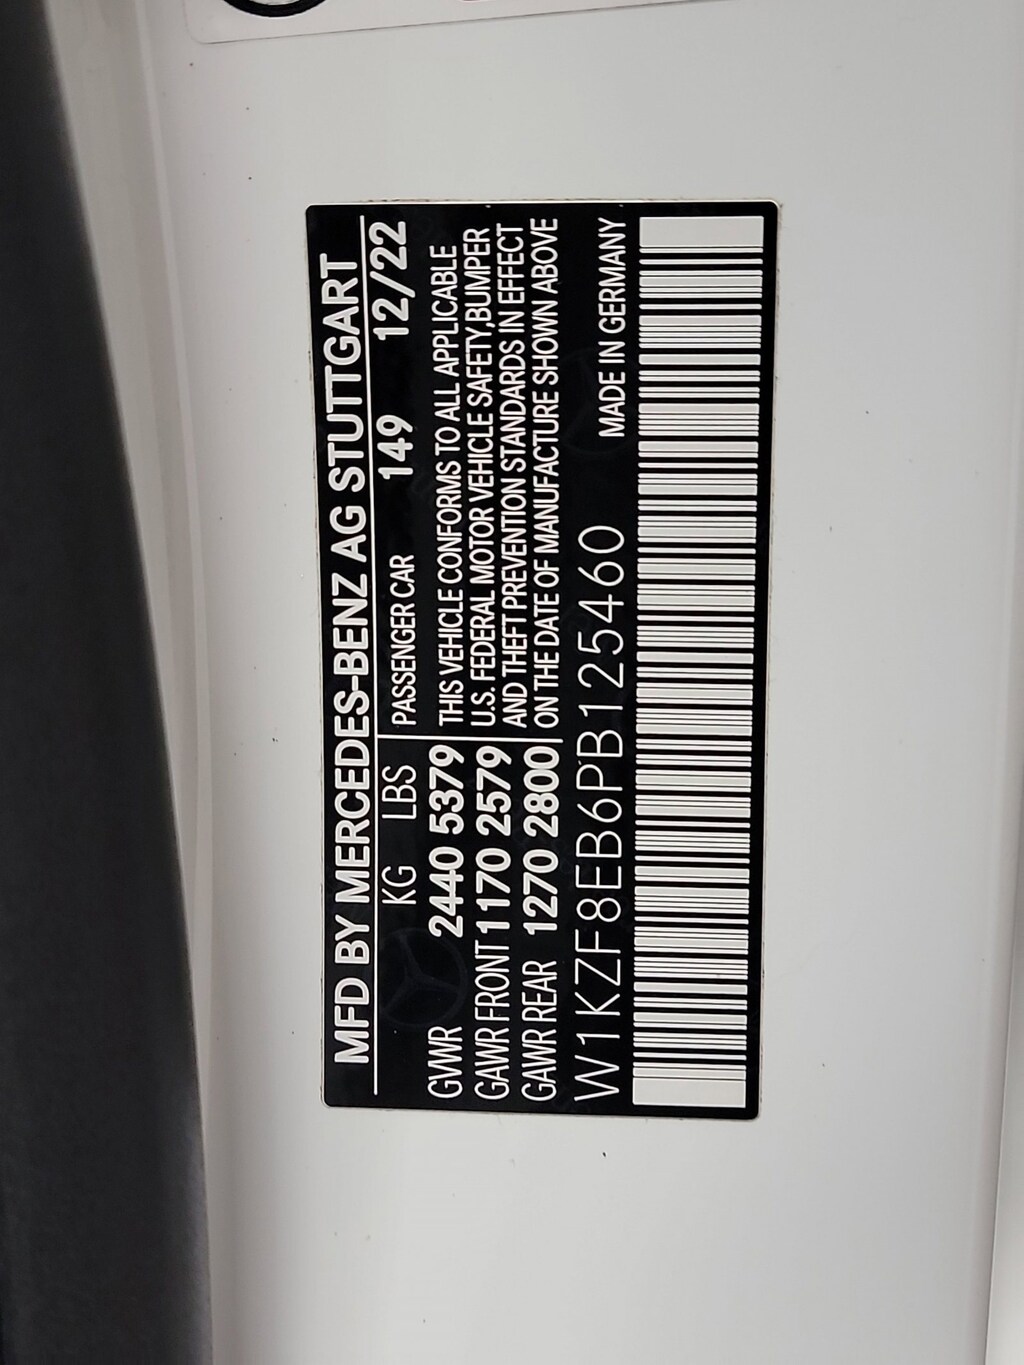 MFD BY MERCEDES-BENZ AG STUTTGART
KG LBS
GVWR 2440 5379
GAWR FRONT 1170 2579
GAWR REAR 1270 2800
PASSENGER CAR 149 12/22
THIS VEHICLE CONFORMS TO ALL APPLICABLE
U.S. FEDERAL MOTOR VEHICLE SAFETY,BUMPER
AND THEFT PREVENTION STANDARDS IN EFFECT
ON THE DATE OF MANUFACTURE SHOWN ABOVE
W1KZF8EB6PB125460 MADE IN GERMANY